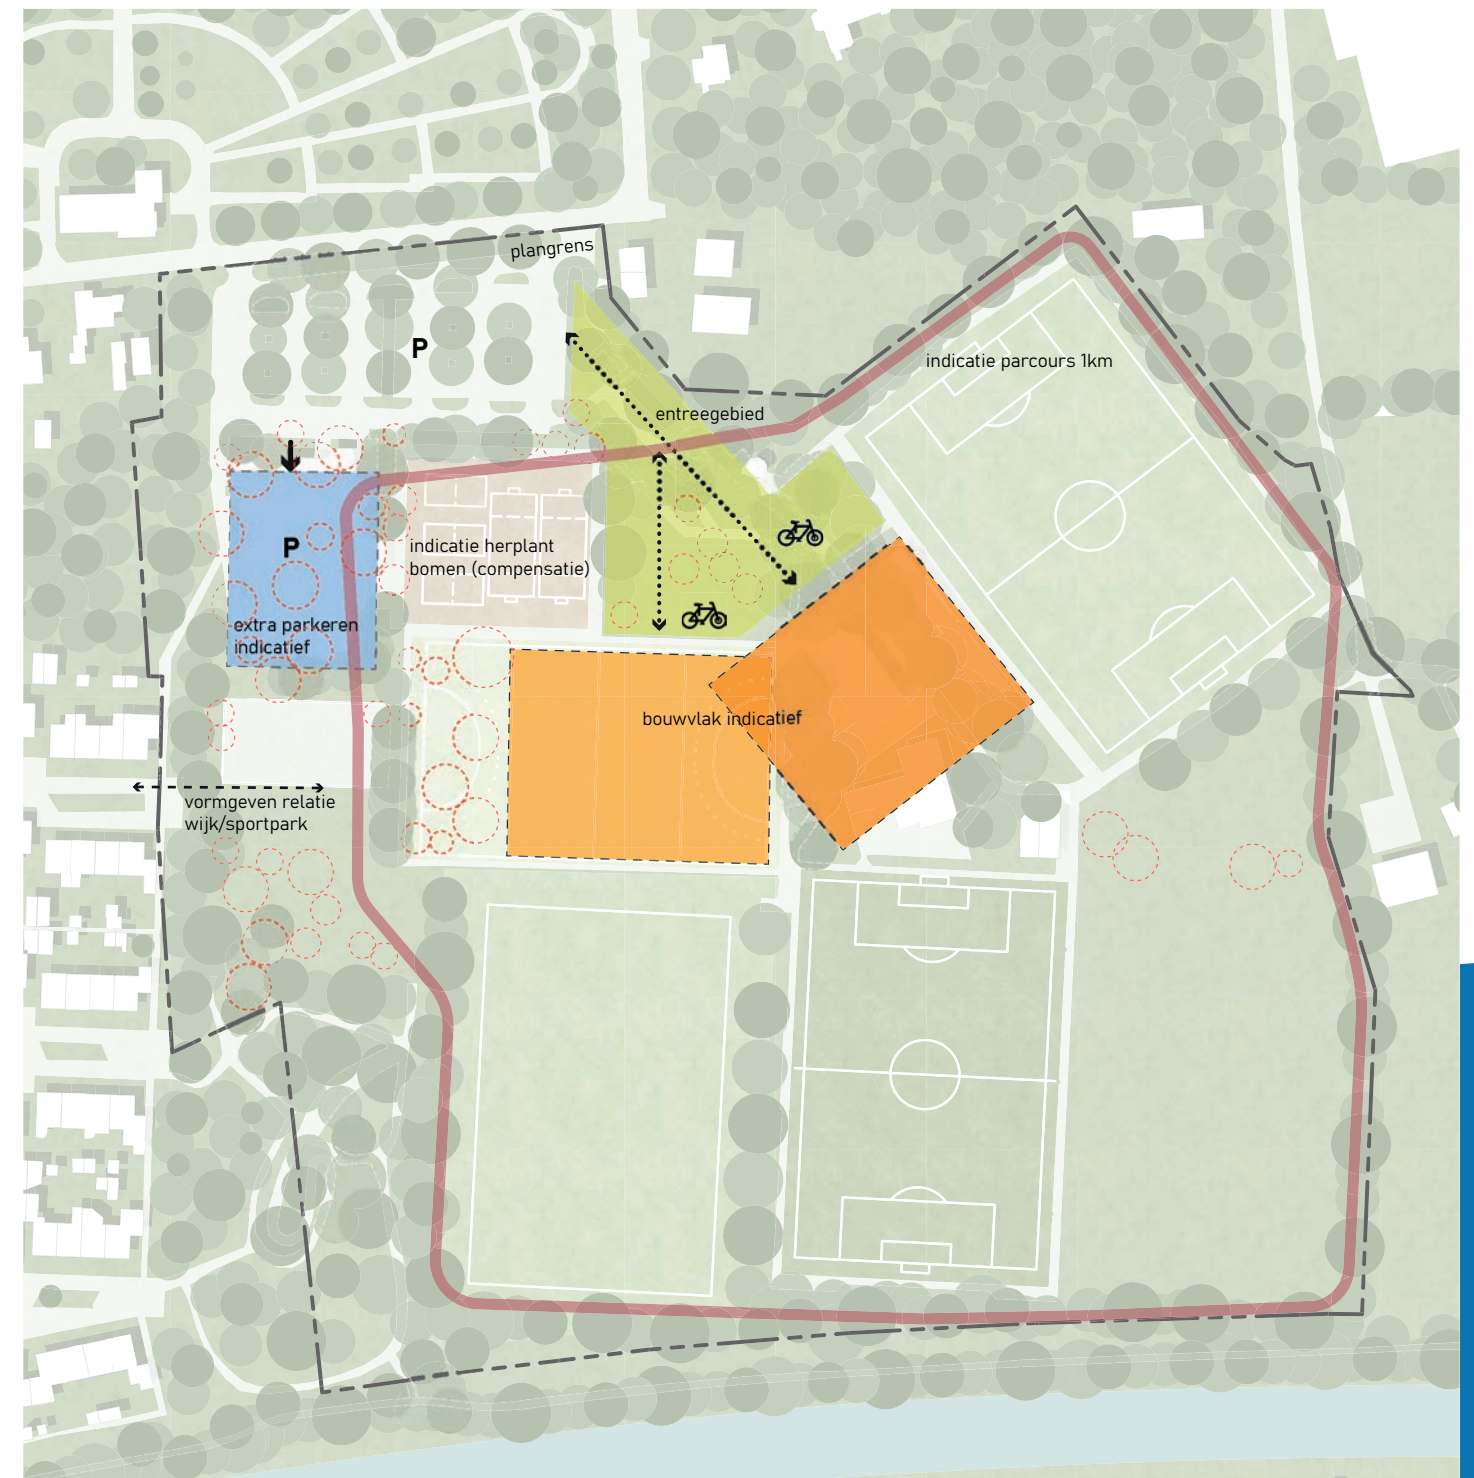 plangrens
P
indicatie parcours 1km
entreegebied
P
indicatie herplant
bomen (compensatie)
extra parkeren
indicatief
bouwvlak indicatief
vormgeven relatie
wijk/sportpark